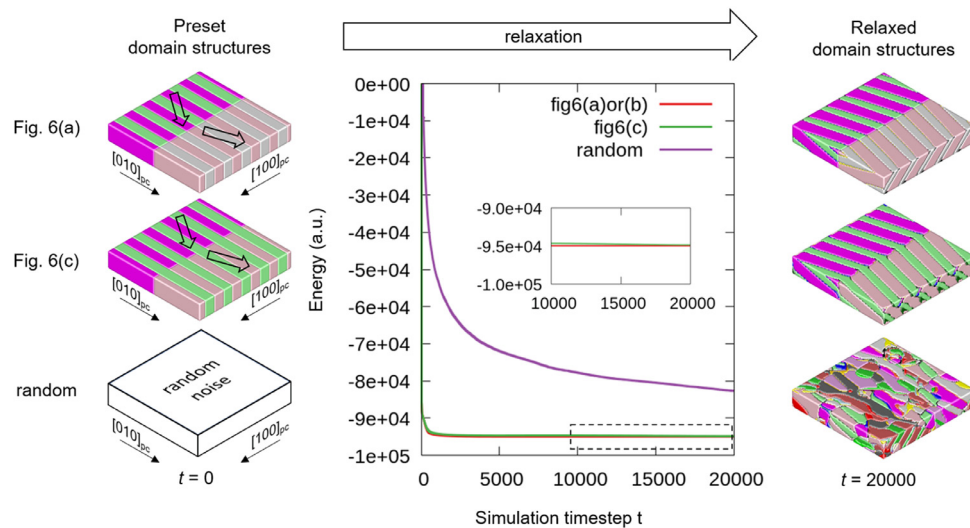 Preset
domain structures
relaxation
Relaxed
domain structures
Fig. 6(a)
[010]pc
[100]pc
Fig. 6(c)
[010]pc
[100]pc
random
random
noise
[010]pc
[100]pc
t = 0
Energy (a.u.)
0e+00
-1e+04
-2e+04
-3e+04
-4e+04
-5e+04
-6e+04
-7e+04
-8e+04
-9e+04
-1e+05
fig6(a)or(b)
fig6(c)
random
-9.0e+04
-9.5e+04
-1.0e+05
10000 15000 20000
0 5000 10000 15000 20000
Simulation timestep t
t = 20000